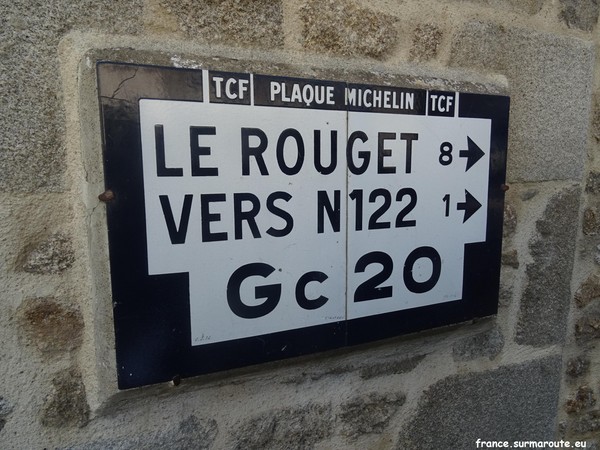 TCF PLAQUE MICHELIN TCF
LE ROUGET 8
VERS N122 1
Gc 20
france.surmaroute.eu